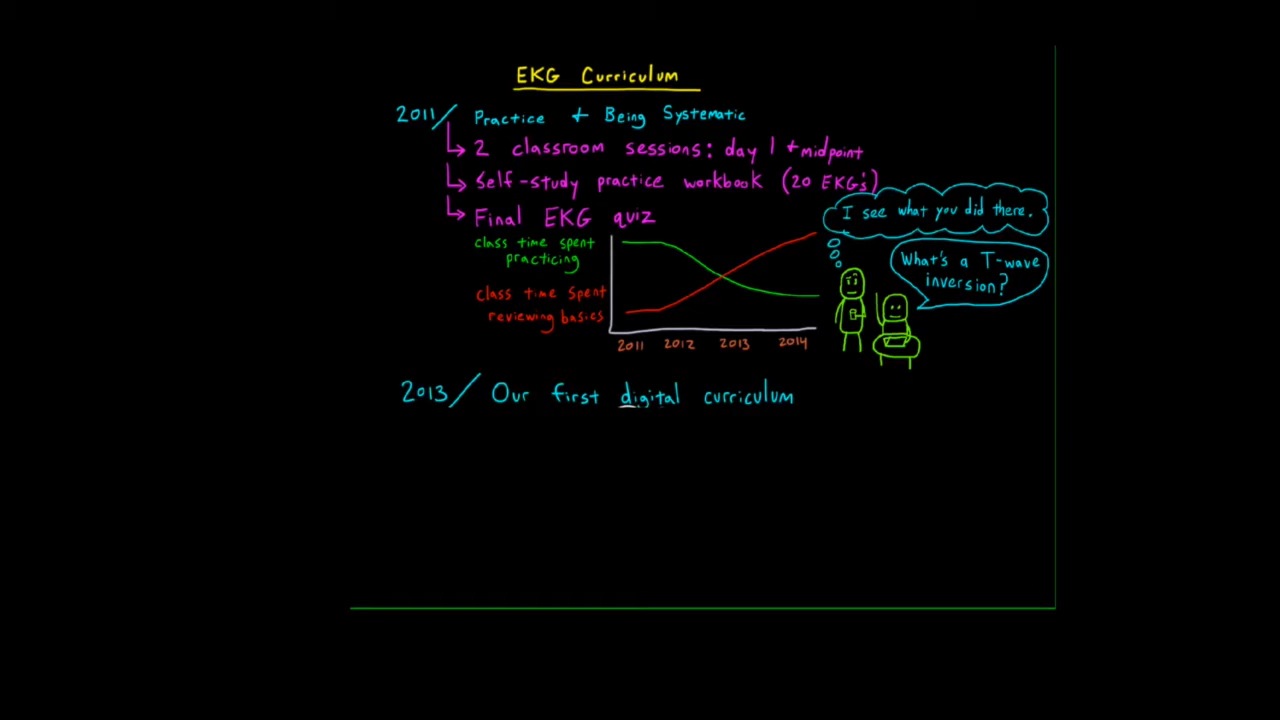 EKG Curriculum
2011/ Practice + Being Systematic
2 classroom sessions: day 1 + midpoint
Self-study practice workbook (20 EKG's)
Final EKG quiz
I see what you did there.
class time spent
practicing
What's a T-wave
inversion?
class time spent
reviewing basics
2011 2012 2013 2014
2013/ Our first digital curriculum